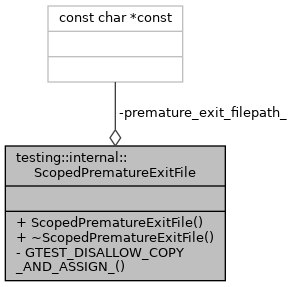 const char *const
-premature_exit_filepath_
testing::internal::
ScopedPrematureExitFile
+ ScopedPrematureExitFile()
+ ~ScopedPrematureExitFile()
- GTEST_DISALLOW_COPY
_AND_ASSIGN_()